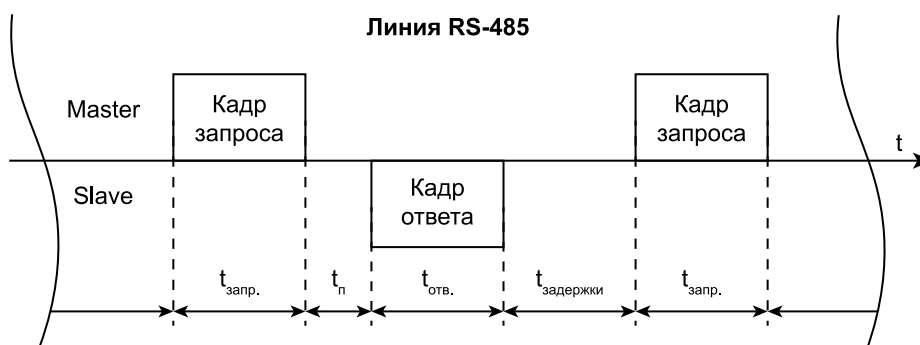 Линия RS-485
Master
Кадр
запроса
Кадр
запроса
t
Slave
Кадр
ответа
tзапр.
tп
tотв.
tзадержки
tзапр.